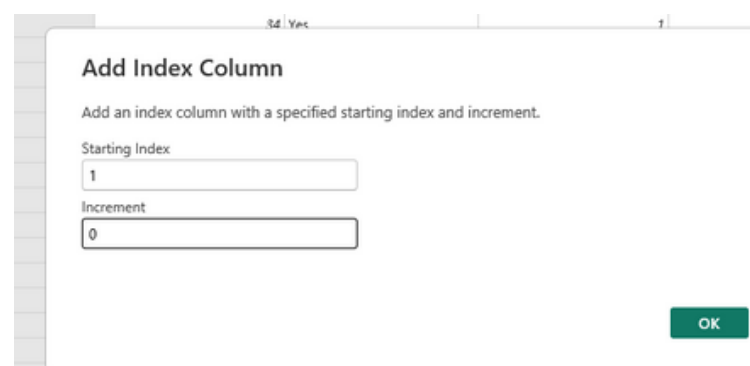 34 Yes 1
Add Index Column
Add an index column with a specified starting index and increment.
Starting Index
1
Increment
0
OK